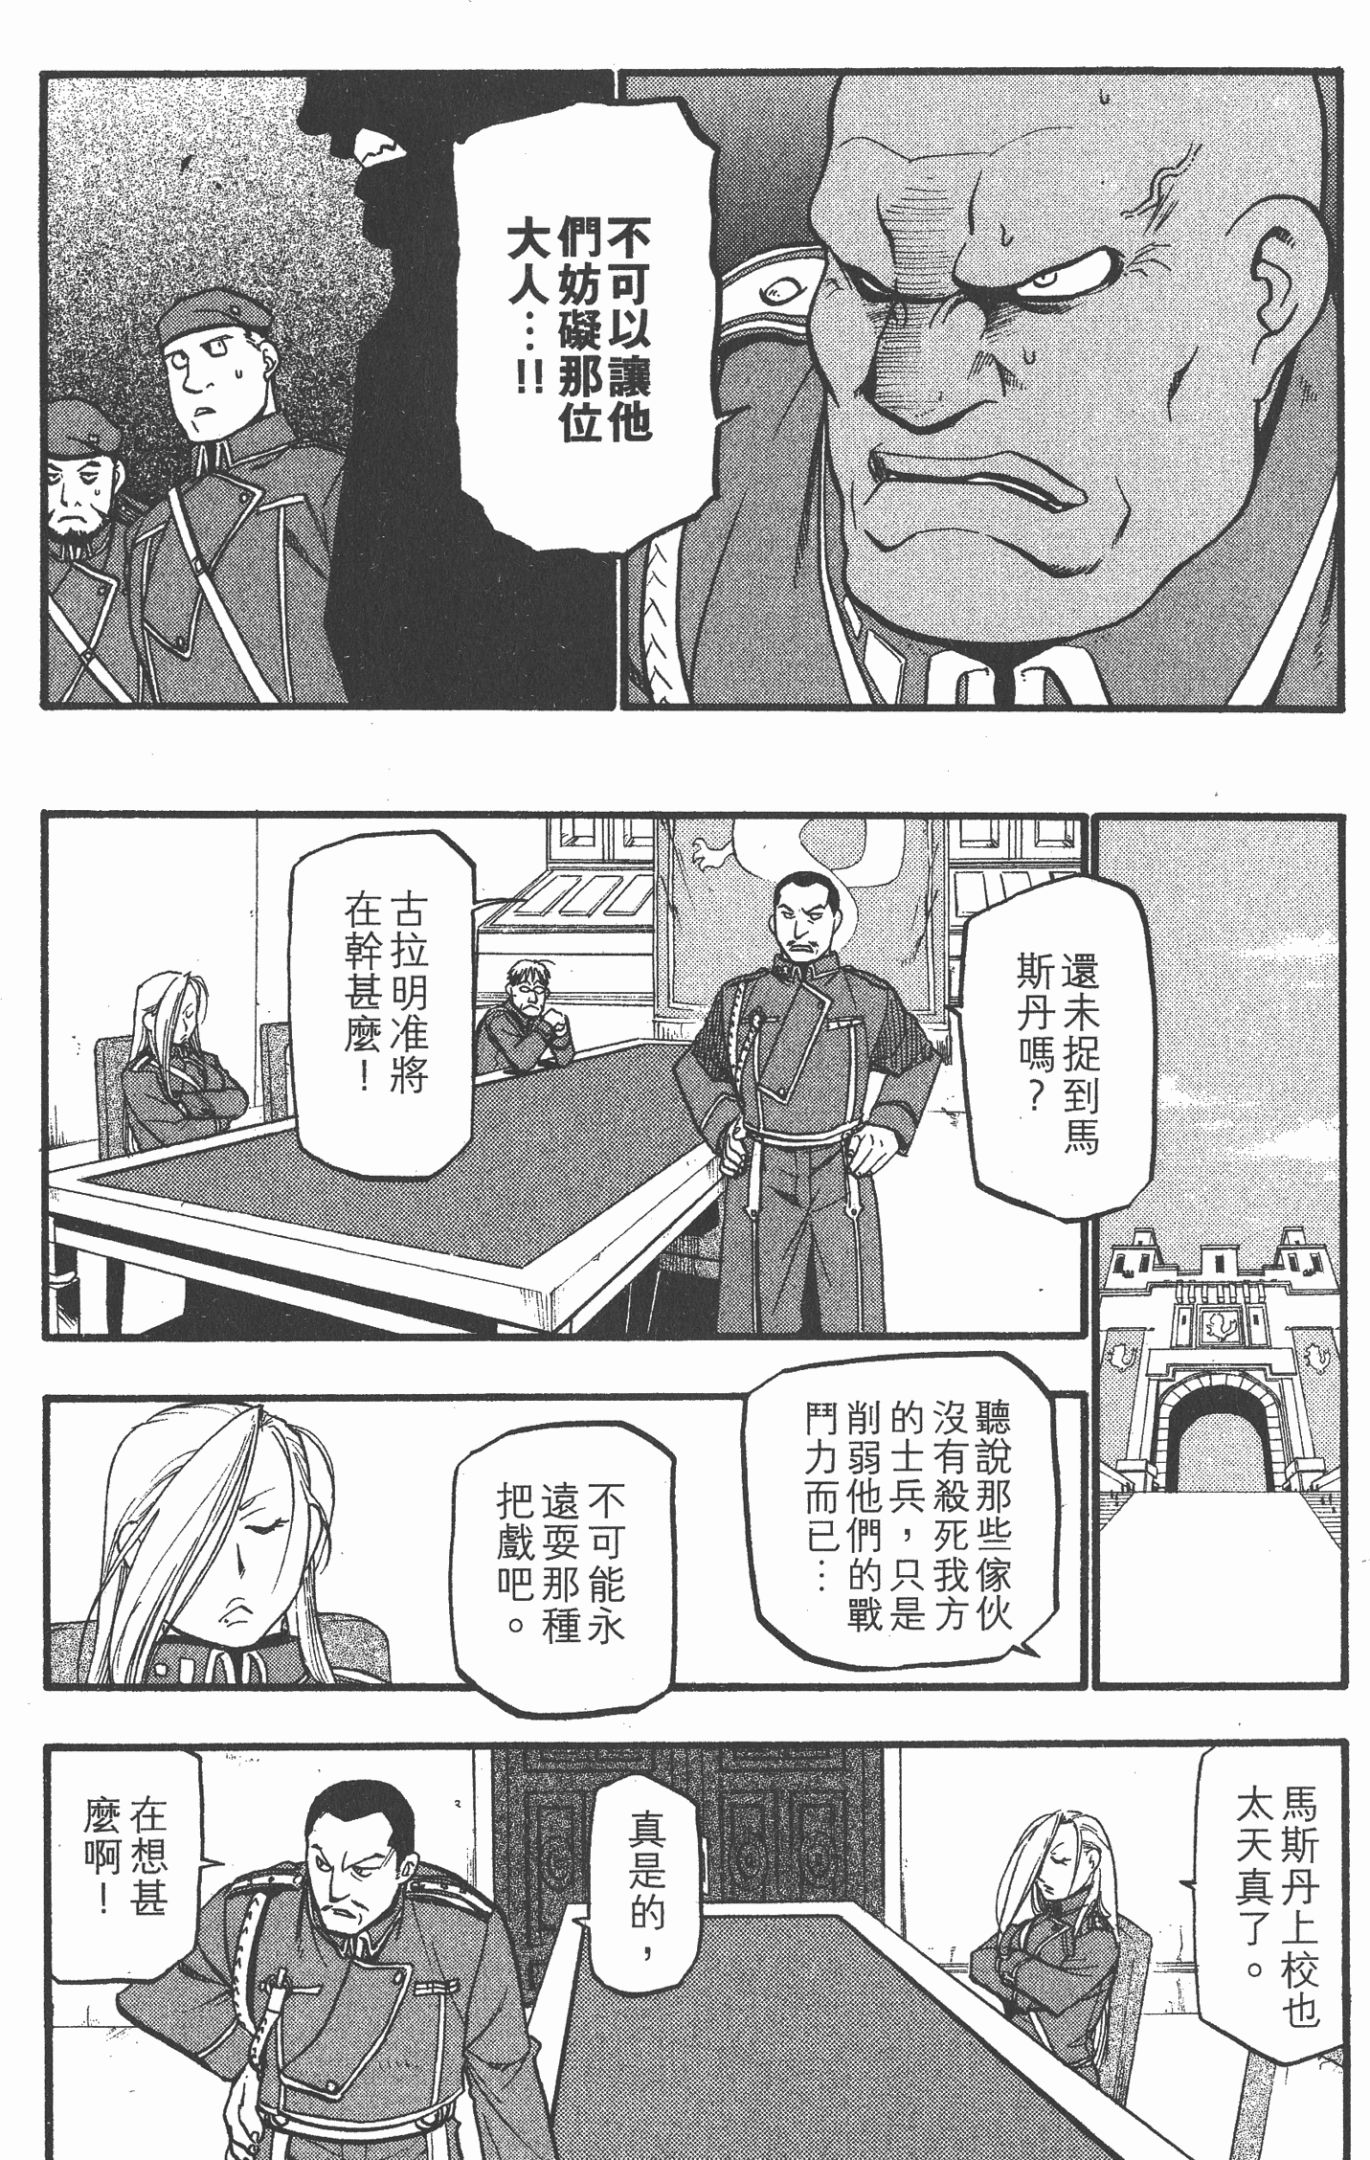 不可以讓他
們妨礙那位
大人…!!
還未捉到馬
斯丹嗎？
古拉明准將
在幹甚麼！
聽說那些傢伙
沒有殺死我方
的士兵，只是
削弱他們的戰
鬥力而已…
不可能永
遠耍那種
把戲吧。
馬斯丹上校也
太天真了。
真是的，
在想甚
麼啊！